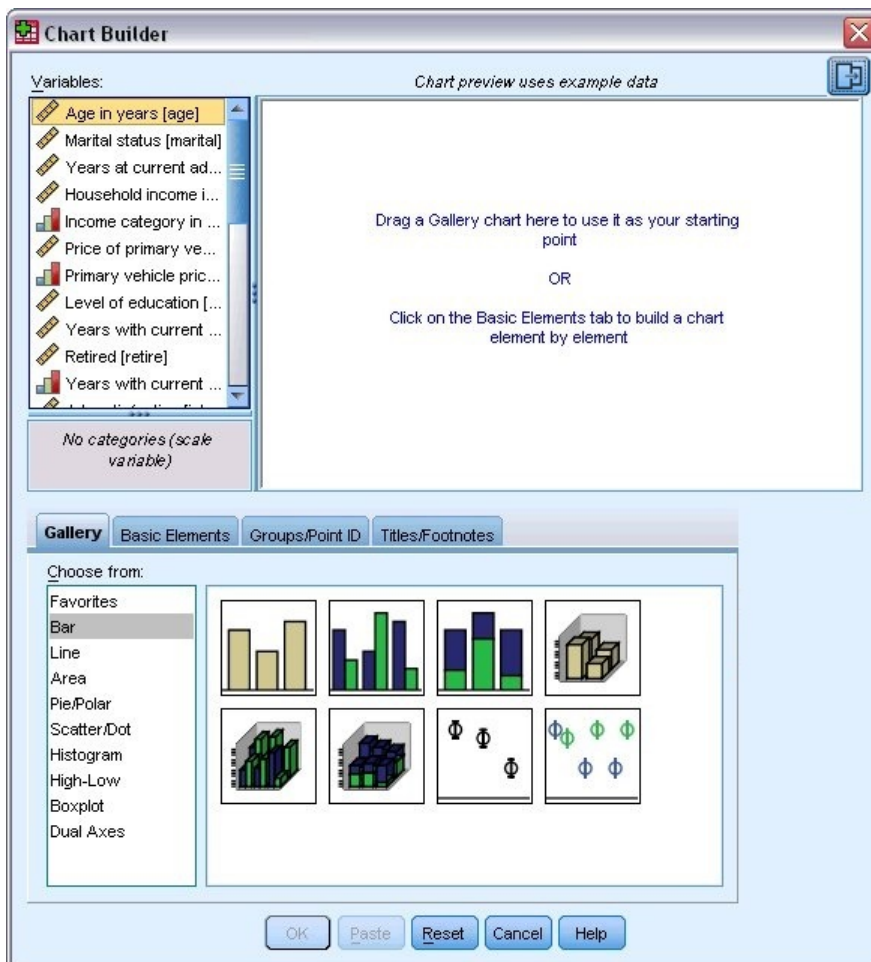 Chart Builder
Variables:
Chart preview uses example data
Age in years [age]
Marital status [marital]
Years at current ad...
Household income i...
Income category in ...
Price of primary ve...
Primary vehicle pric...
Level of education [...
Years with current ...
Retired [retire]
Years with current ...
No categories (scale
variable)
Drag a Gallery chart here to use it as your starting
point
OR
Click on the Basic Elements tab to build a chart
element by element
Gallery
Basic Elements
Groups/Point ID
Titles/Footnotes
Choose from:
Favorites
Bar
Line
Area
Pie/Polar
Scatter/Dot
Histogram
High-Low
Boxplot
Dual Axes
OK
Paste
Reset
Cancel
Help